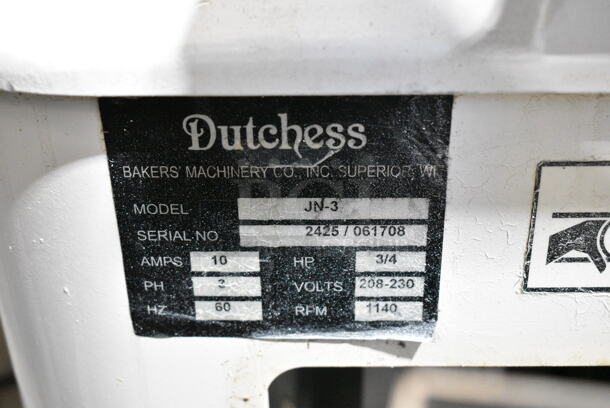 Dutchess
BAKERS' MACHINERY CO., INC. SUPERIOR, WI
MODEL JN-3
SERIAL NO 2425 / 061708
AMPS 10 HP 3/4
PH 3 VOLTS 208-230
HZ 60 RPM 1140